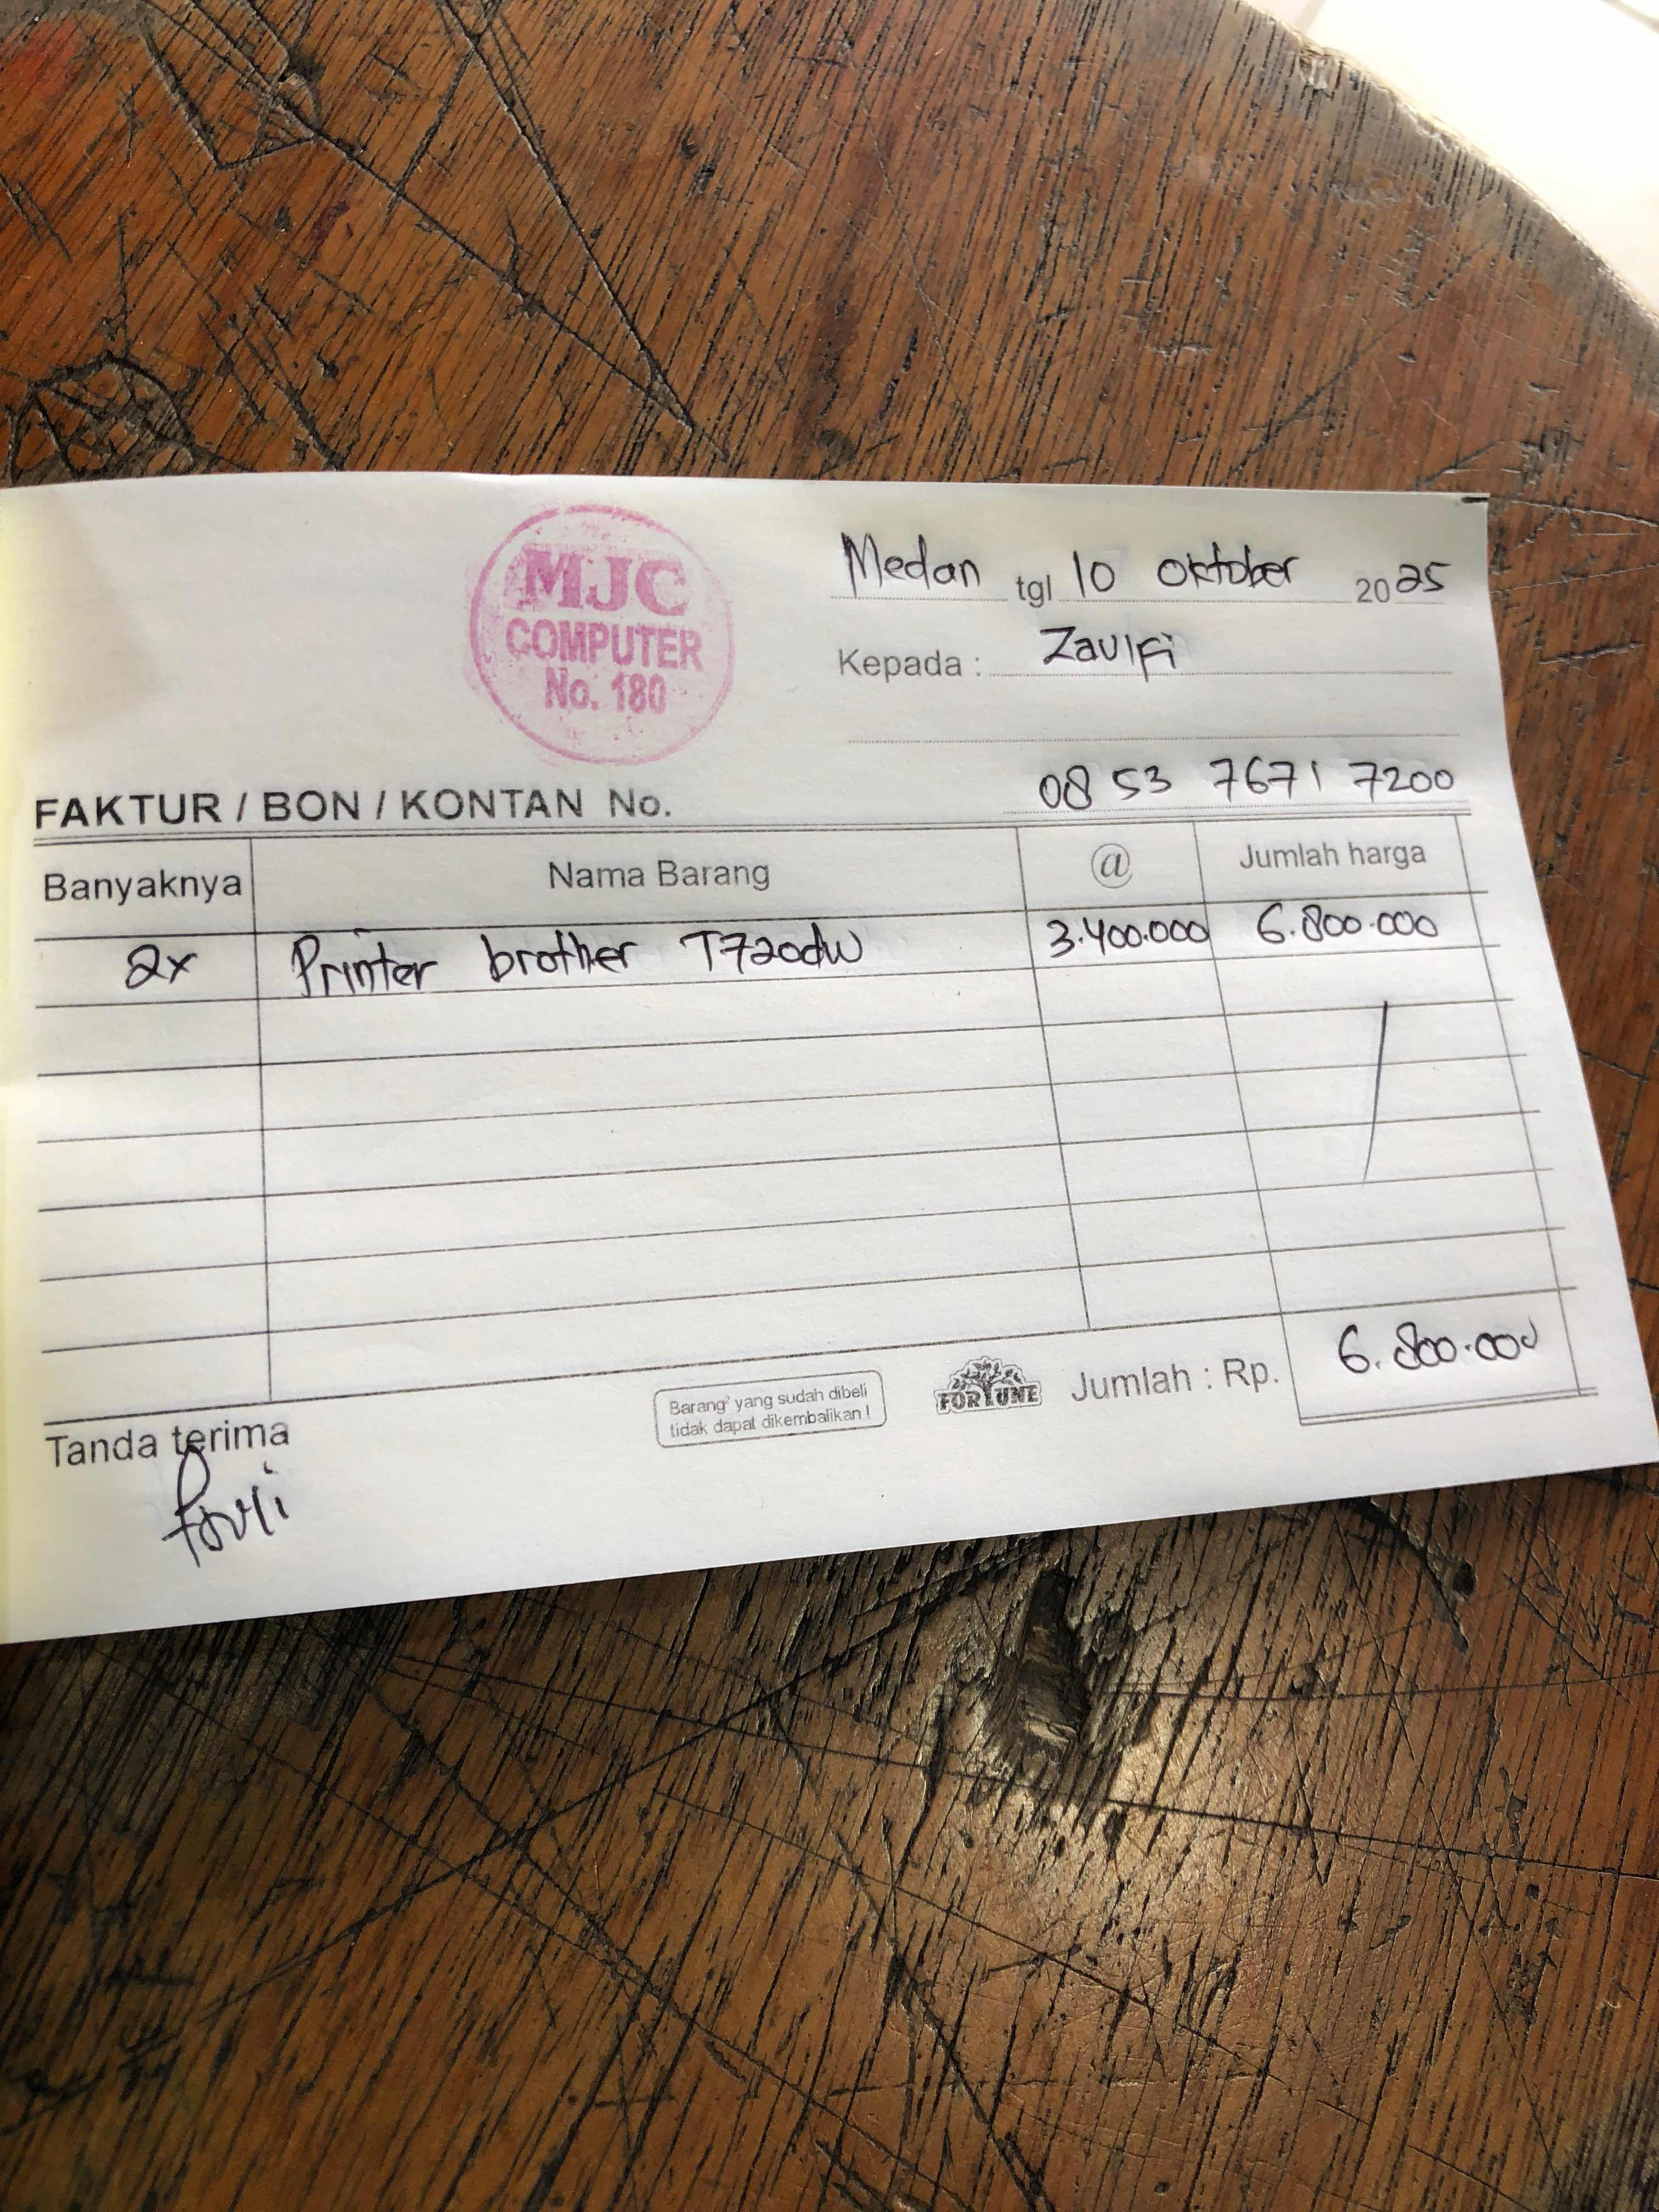 MJC
COMPUTER
No. 180
Medan tgl 10 Oktober 2025
Kepada : Zaulfi
0853 7671 7200
FAKTUR / BON / KONTAN No.
Banyaknya Nama Barang @ Jumlah harga
2x Printer brother T720dw 3.400.000 6.800.000
Barang² yang sudah dibeli
tidak dapat dikembalikan !
FORTUNE
Jumlah : Rp. 6.800.000
Tanda terima